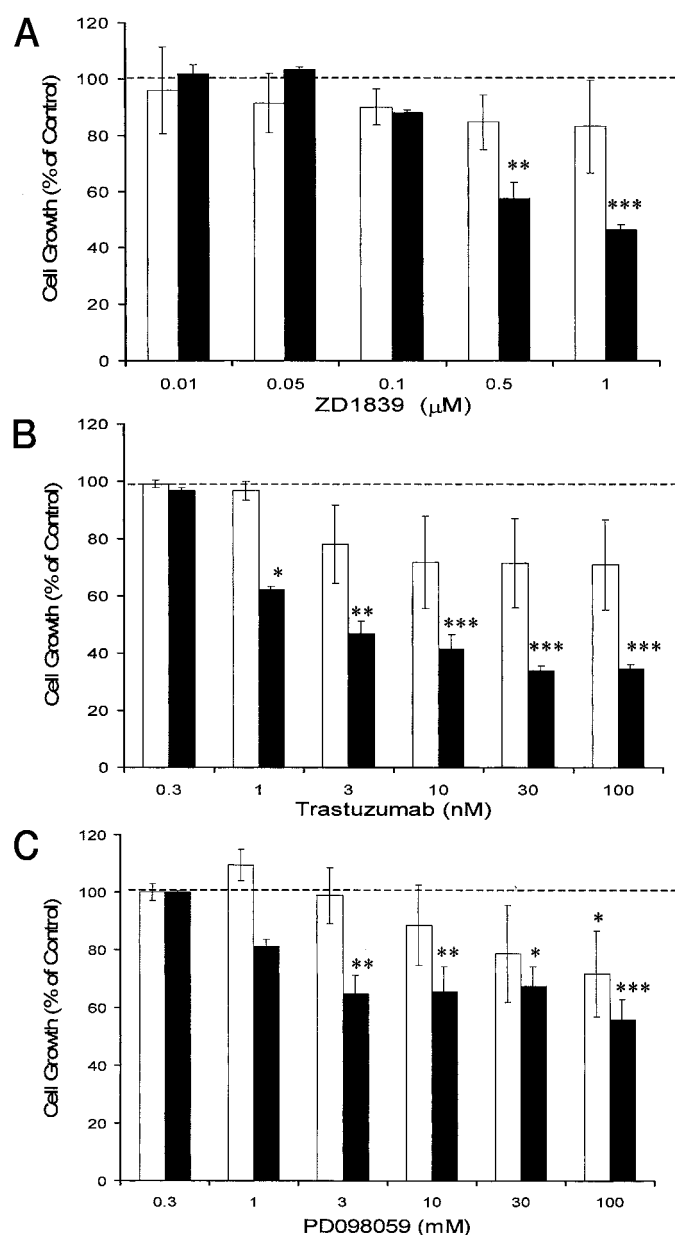 A
Cell Growth (% of Control)
120
100
80
60
40
20
0
**
***
0.01 0.05 0.1 0.5 1
ZD1839 (μM)
B
Cell Growth (% of Control)
120
100
80
60
40
20
0
*
**
***
***
***
0.3 1 3 10 30 100
Trastuzumab (nM)
C
Cell Growth (% of Control)
120
100
80
60
40
20
0
**
**
*
*
***
0.3 1 3 10 30 100
PD098059 (mM)